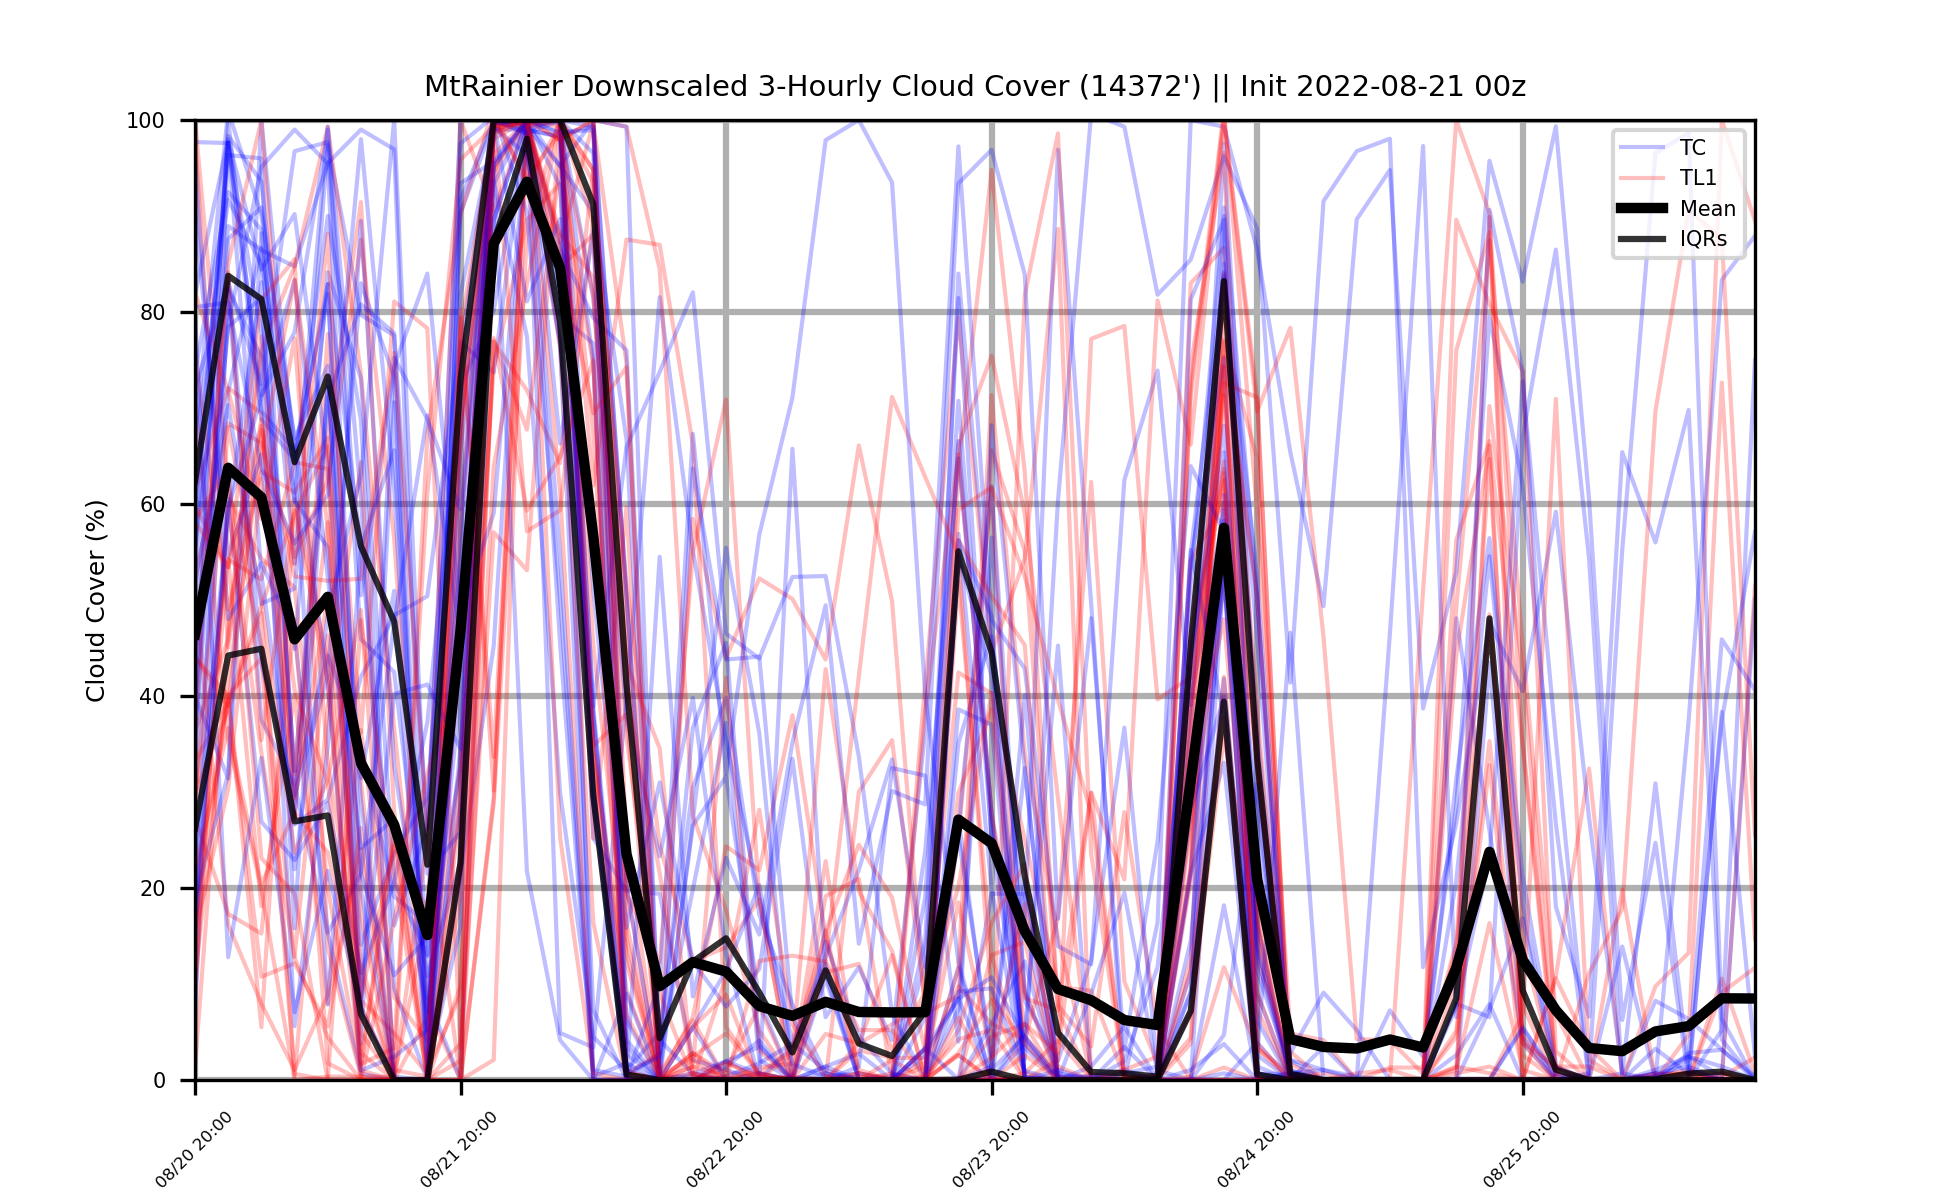 MtRainier Downscaled 3-Hourly Cloud Cover (14372') || Init 2022-08-21 00z
Cloud Cover (%)
100
80
60
40
20
0
TC
TL1
Mean
IQRs
08/20 20:00
08/21 20:00
08/22 20:00
08/23 20:00
08/24 20:00
08/25 20:00